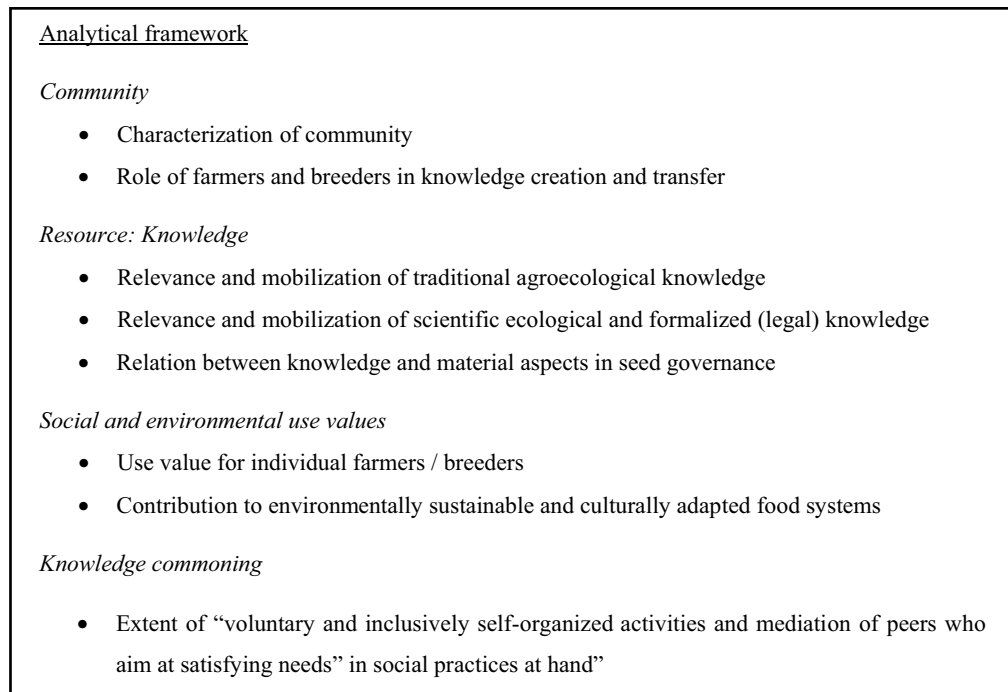 Analytical framework
Community
• Characterization of community
• Role of farmers and breeders in knowledge creation and transfer
Resource: Knowledge
• Relevance and mobilization of traditional agroecological knowledge
• Relevance and mobilization of scientific ecological and formalized (legal) knowledge
• Relation between knowledge and material aspects in seed governance
Social and environmental use values
• Use value for individual farmers / breeders
• Contribution to environmentally sustainable and culturally adapted food systems
Knowledge commoning
• Extent of “voluntary and inclusively self-organized activities and mediation of peers who
aim at satisfying needs” in social practices at hand”